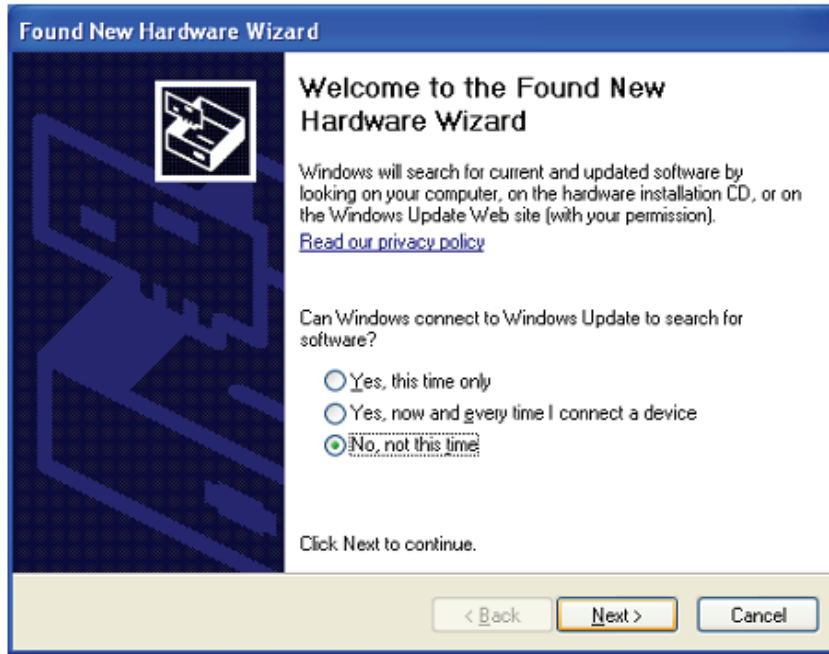 Found New Hardware Wizard
Welcome to the Found New
Hardware Wizard
Windows will search for current and updated software by
looking on your computer, on the hardware installation CD, or on
the Windows Update Web site (with your permission).
Read our privacy policy
Can Windows connect to Windows Update to search for
software?
Yes, this time only
Yes, now and every time I connect a device
No, not this time
Click Next to continue.
< Back
Next >
Cancel